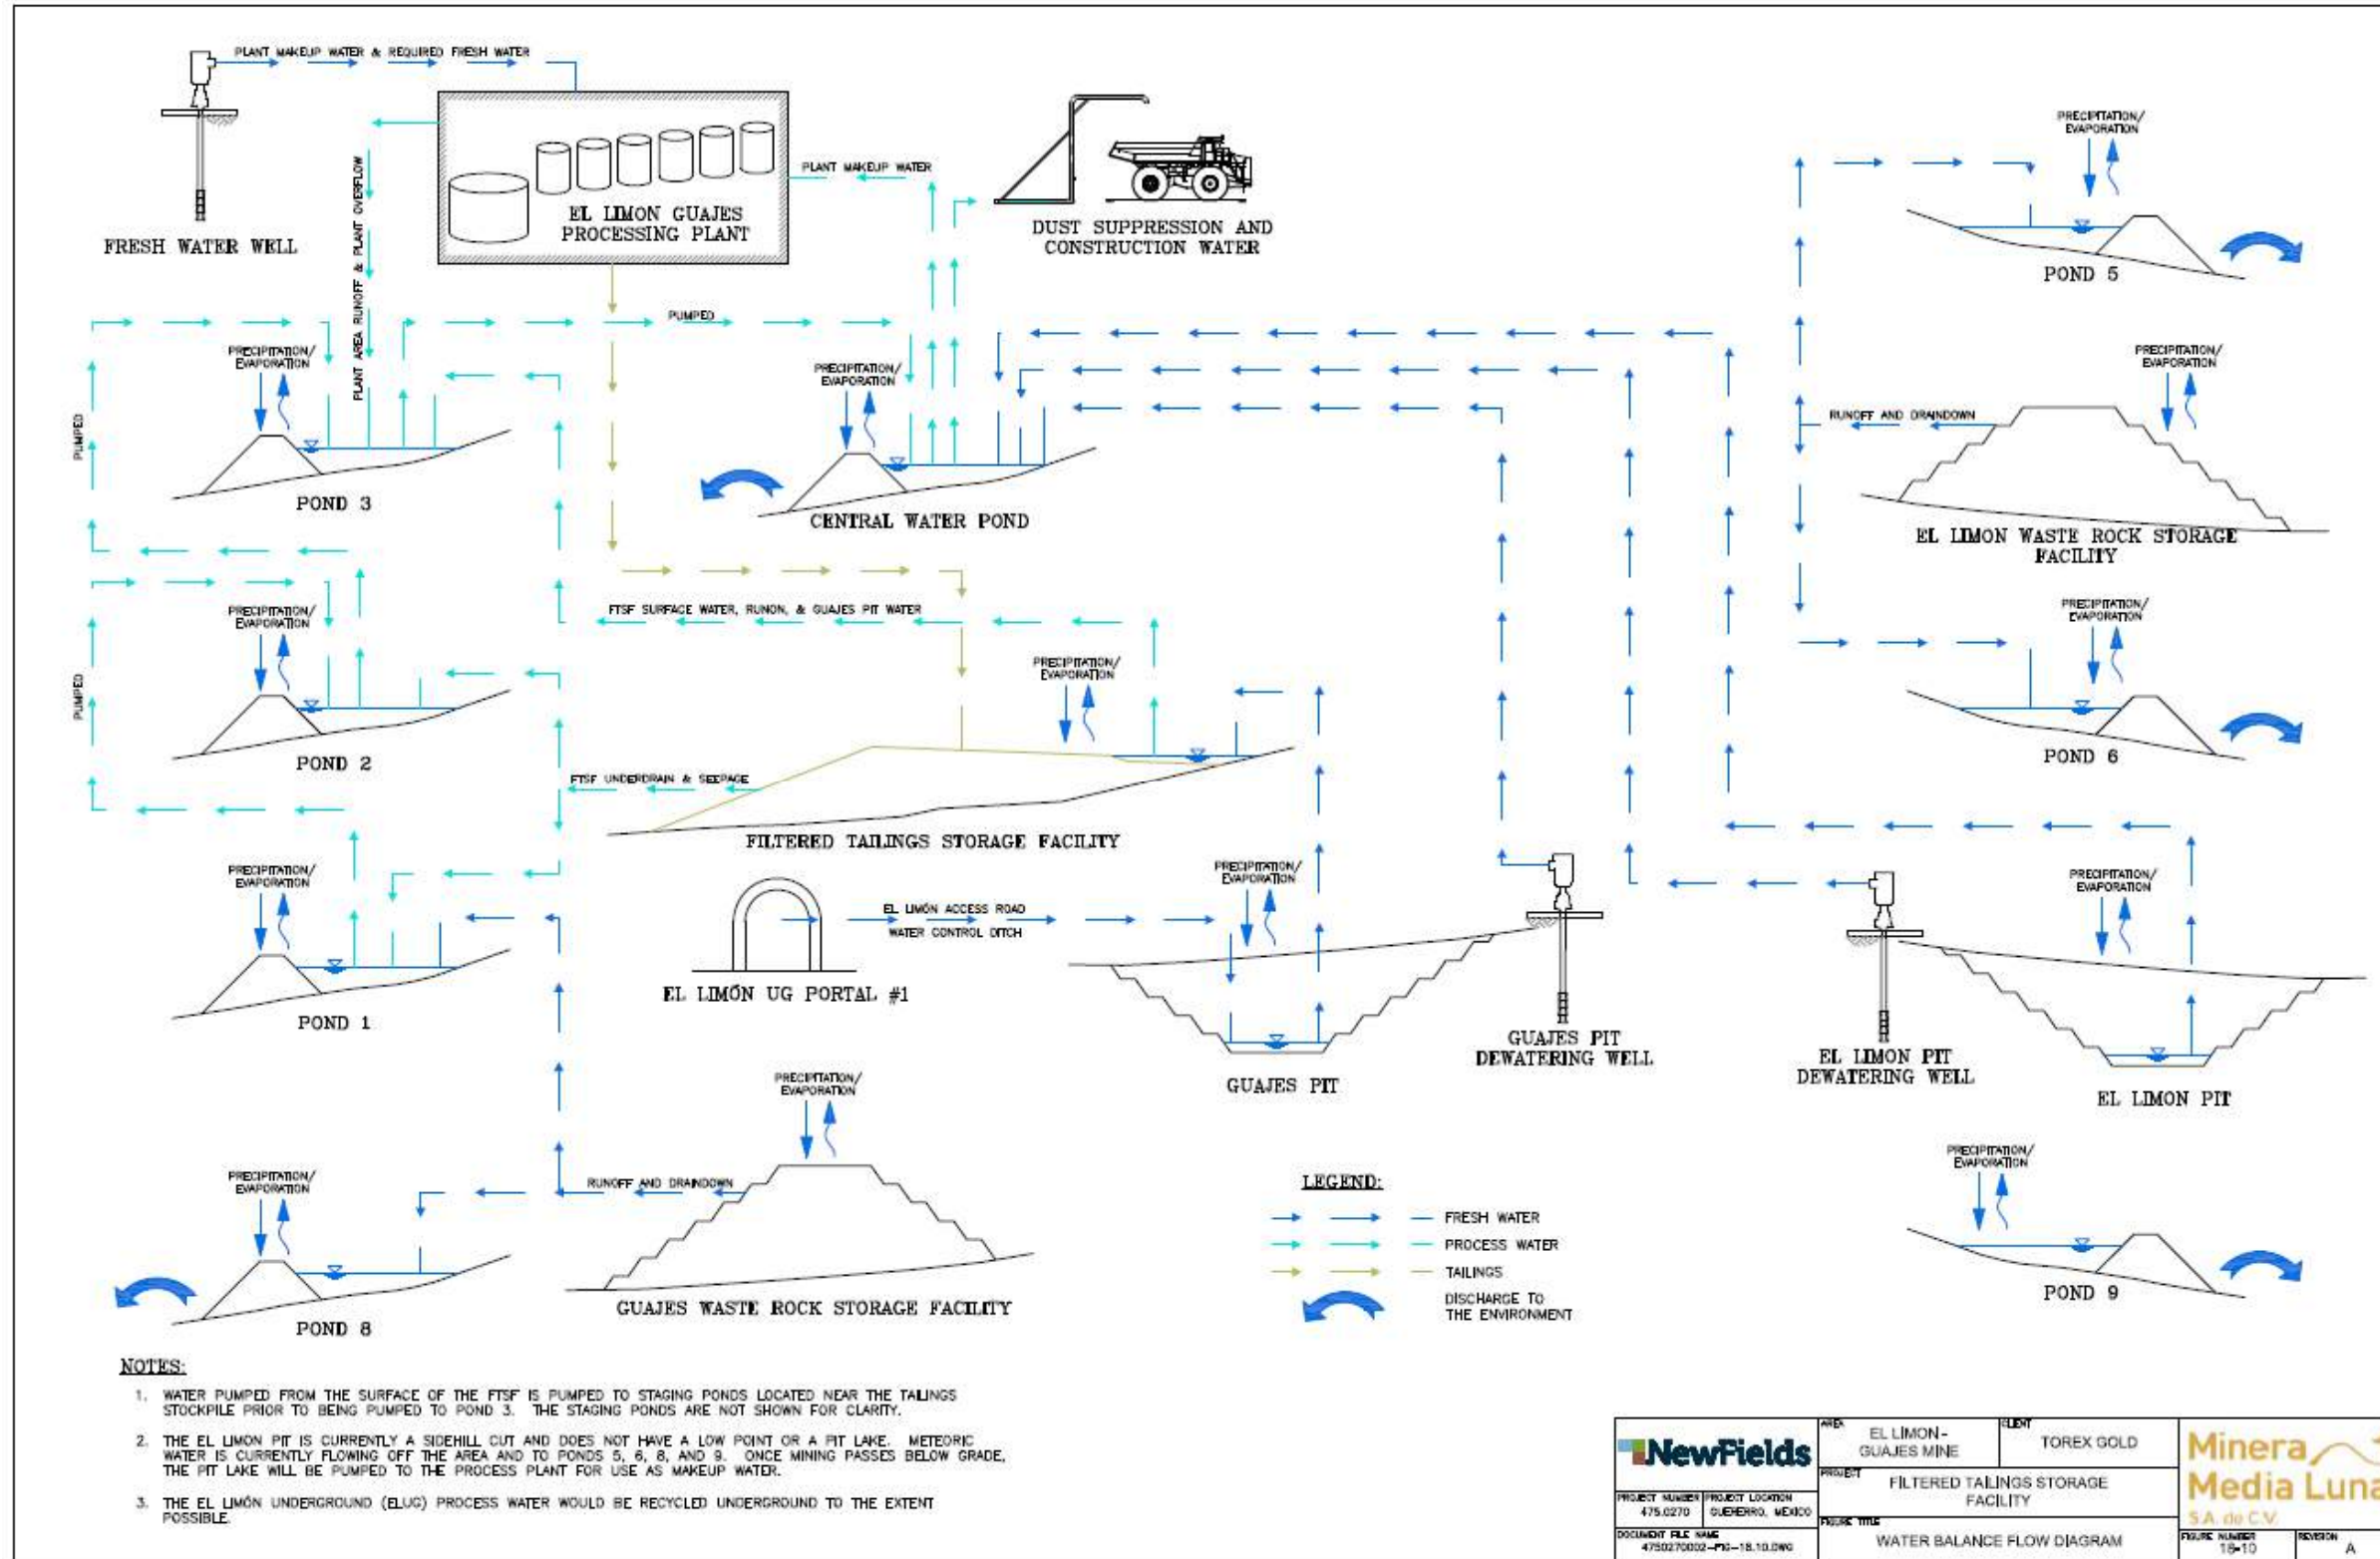 PLANT MAKEUP WATER & REQUIRED FRESH WATER
FRESH WATER WELL
PLANT AREA RUNOFF & PLANT OVERFLOW
EL LIMON GUAJES
PROCESSING PLANT
PLANT MAKEUP WATER
DUST SUPPRESSION AND
CONSTRUCTION WATER
PRECIPITATION/
EVAPORATION
POND 5
PUMPED
PUMPED
PRECIPITATION/
EVAPORATION
POND 3
PRECIPITATION/
EVAPORATION
CENTRAL WATER POND
PRECIPITATION/
EVAPORATION
RUNOFF AND DRAINDOWN
EL LIMON WASTE ROCK STORAGE
FACILITY
PUMPED
PRECIPITATION/
EVAPORATION
POND 2
FTSF SURFACE WATER, RUNON, & GUAJES PIT WATER
PRECIPITATION/
EVAPORATION
FTSF UNDERDRAIN & SEEPAGE
FILTERED TAILINGS STORAGE FACILITY
PRECIPITATION/
EVAPORATION
POND 6
PRECIPITATION/
EVAPORATION
POND 1
EL LIMÓN ACCESS ROAD
WATER CONTROL DITCH
EL LIMÓN UG PORTAL #1
PRECIPITATION/
EVAPORATION
GUAJES PIT
GUAJES PIT
DEWATERING WELL
EL LIMON PIT
DEWATERING WELL
PRECIPITATION/
EVAPORATION
EL LIMON PIT
PRECIPITATION/
EVAPORATION
POND 8
PRECIPITATION/
EVAPORATION
RUNOFF AND DRAINDOWN
GUAJES WASTE ROCK STORAGE FACILITY
LEGEND:
FRESH WATER
PROCESS WATER
TAILINGS
DISCHARGE TO
THE ENVIRONMENT
PRECIPITATION/
EVAPORATION
POND 9
NOTES:
1. WATER PUMPED FROM THE SURFACE OF THE FTSF IS PUMPED TO STAGING PONDS LOCATED NEAR THE TAILINGS
STOCKPILE PRIOR TO BEING PUMPED TO POND 3. THE STAGING PONDS ARE NOT SHOWN FOR CLARITY.
2. THE EL LIMON PIT IS CURRENTLY A SIDEHILL CUT AND DOES NOT HAVE A LOW POINT OR A PIT LAKE. METEORIC
WATER IS CURRENTLY FLOWING OFF THE AREA AND TO PONDS 5, 6, 8, AND 9. ONCE MINING PASSES BELOW GRADE,
THE PIT LAKE WILL BE PUMPED TO THE PROCESS PLANT FOR USE AS MAKEUP WATER.
3. THE EL LIMÓN UNDERGROUND (ELUG) PROCESS WATER WOULD BE RECYCLED UNDERGROUND TO THE EXTENT
POSSIBLE.
NewFields
AREA
EL LIMON-
GUAJES MINE
CLIENT
TOREX GOLD
PROJECT
FILTERED TAILINGS STORAGE
FACILITY
PROJECT NUMBER
475.0270
PROJECT LOCATION
GUEHERRO, MEXICO
DOCUMENT FILE NAME
4750270002-FIG-18.10.DWG
FIGURE TITLE
WATER BALANCE FLOW DIAGRAM
Minera
Media Luna
S.A. de C.V.
FIGURE NUMBER
18-10
REVISION
A